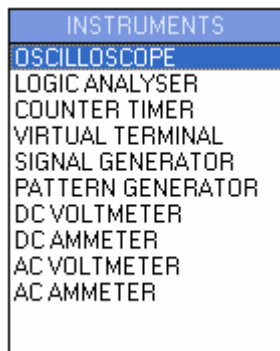 INSTRUMENTS
OSCILLOSCOPE
LOGIC ANALYSER
COUNTER TIMER
VIRTUAL TERMINAL
SIGNAL GENERATOR
PATTERN GENERATOR
DC VOLTMETER
DC AMMETER
AC VOLTMETER
AC AMMETER